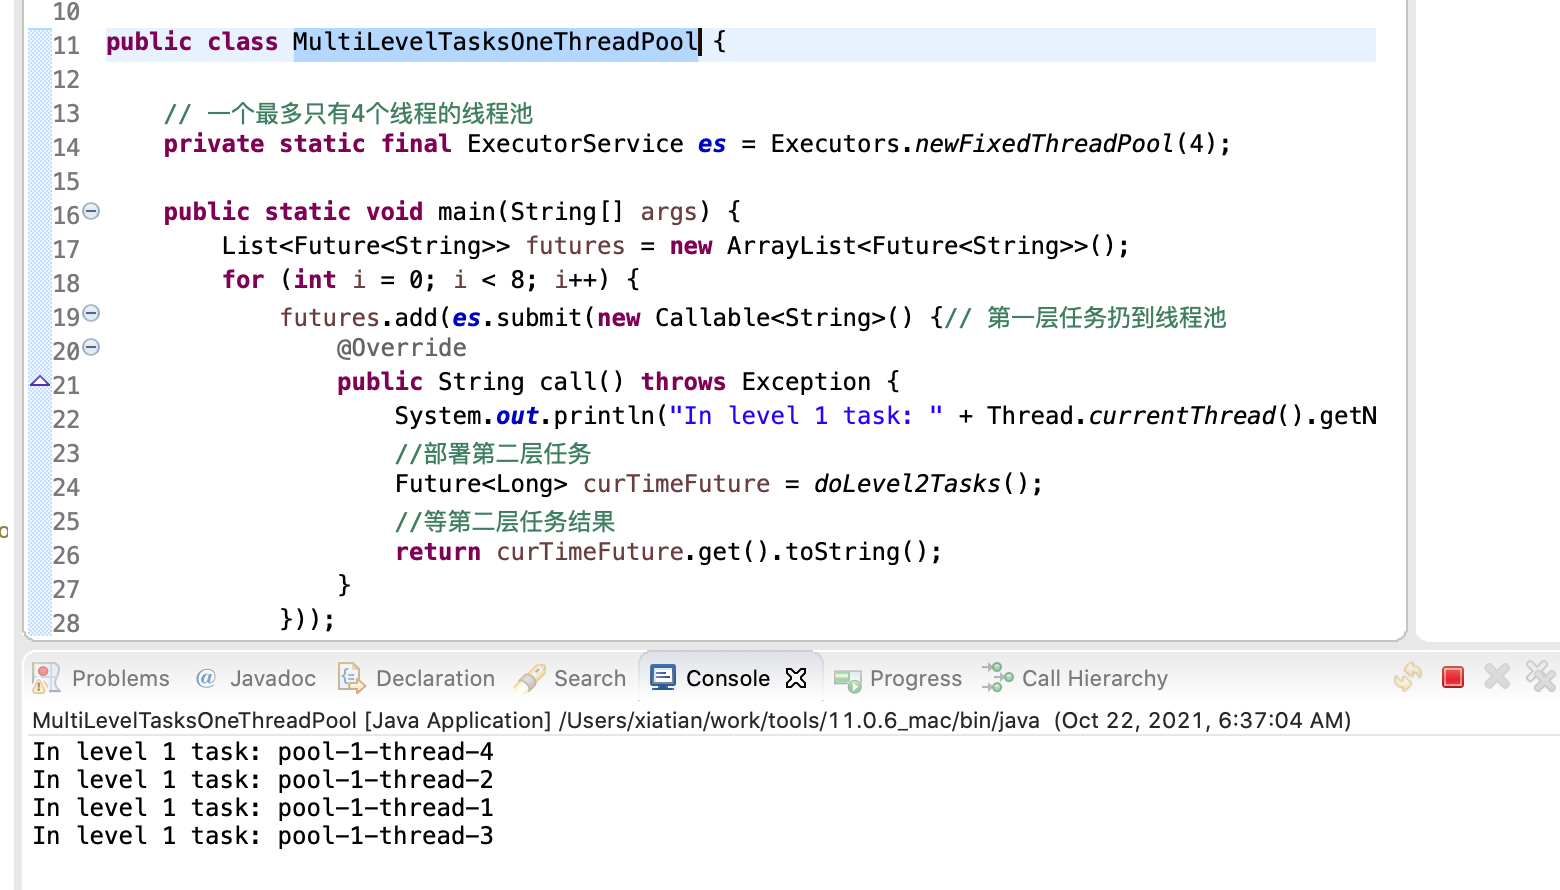 10
11 public class MultiLevelTasksOneThreadPool {
12
13 // 一个最多只有4个线程的线程池
14 private static final ExecutorService es = Executors.newFixedThreadPool(4);
15
16 public static void main(String[] args) {
17 List<Future<String>> futures = new ArrayList<Future<String>>();
18 for (int i = 0; i < 8; i++) {
19 futures.add(es.submit(new Callable<String>() {// 第一层任务扔到线程池
20 @Override
21 public String call() throws Exception {
22 System.out.println("In level 1 task: " + Thread.currentThread().getN
23 //部署第二层任务
24 Future<Long> curTimeFuture = doLevel2Tasks();
25 //等第二层任务结果
26 return curTimeFuture.get().toString();
27 }
28 }));
Problems @ Javadoc Declaration Search Console Progress Call Hierarchy
MultiLevelTasksOneThreadPool [Java Application] /Users/xiatian/work/tools/11.0.6_mac/bin/java (Oct 22, 2021, 6:37:04 AM)
In level 1 task: pool-1-thread-4
In level 1 task: pool-1-thread-2
In level 1 task: pool-1-thread-1
In level 1 task: pool-1-thread-3